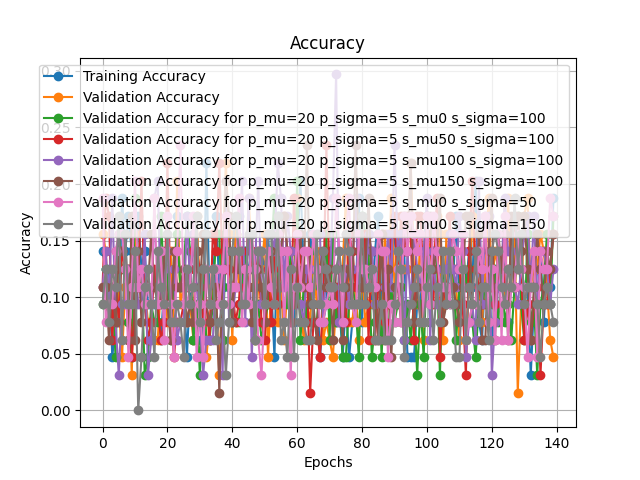 Accuracy
0.30
0.25
0.20
0.15
0.10
0.05
0.00
Accuracy
Training Accuracy
Validation Accuracy
Validation Accuracy for p_mu=20 p_sigma=5 s_mu0 s_sigma=100
Validation Accuracy for p_mu=20 p_sigma=5 s_mu50 s_sigma=100
Validation Accuracy for p_mu=20 p_sigma=5 s_mu100 s_sigma=100
Validation Accuracy for p_mu=20 p_sigma=5 s_mu150 s_sigma=100
Validation Accuracy for p_mu=20 p_sigma=5 s_mu0 s_sigma=50
Validation Accuracy for p_mu=20 p_sigma=5 s_mu0 s_sigma=150
0 20 40 60 80 100 120 140
Epochs